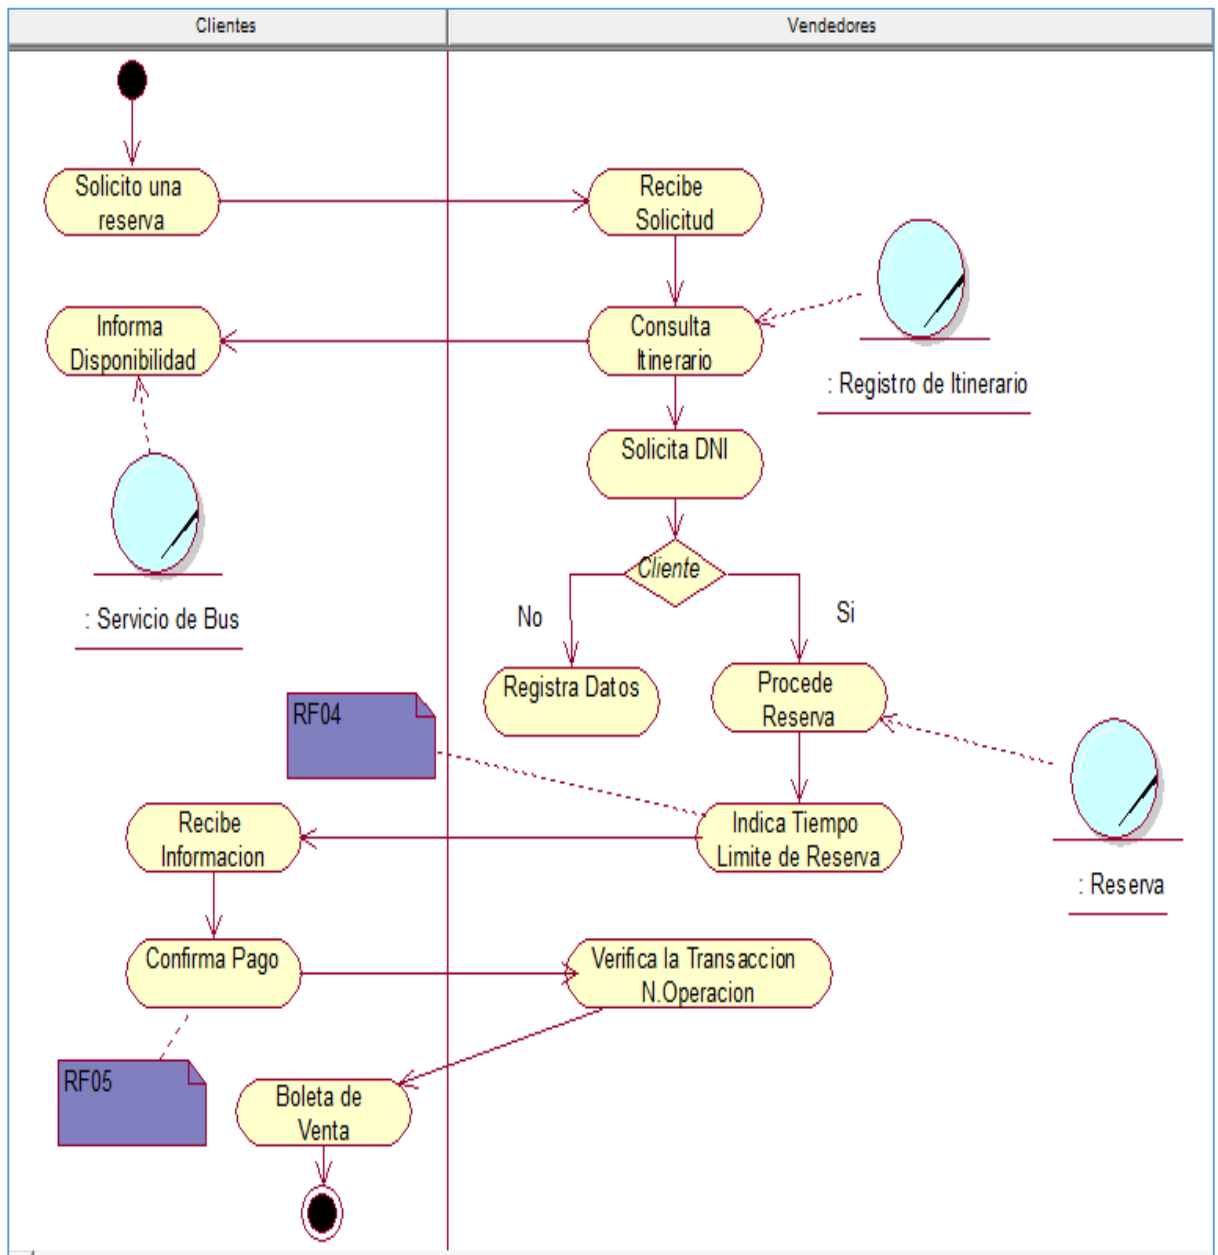 Clientes
Vendedores
Solicito una
reserva
Recibe
Solicitud
Informa
Disponibilidad
Consulta
Itinerario
: Registro de Itinerario
Solicita DNI
: Servicio de Bus
Cliente
No
Si
Registra Datos
Procede
Reserva
RF04
Recibe
Informacion
Indica Tiempo
Limite de Reserva
: Reserva
Confirma Pago
Verifica la Transaccion
N.Operacion
RF05
Boleta de
Venta